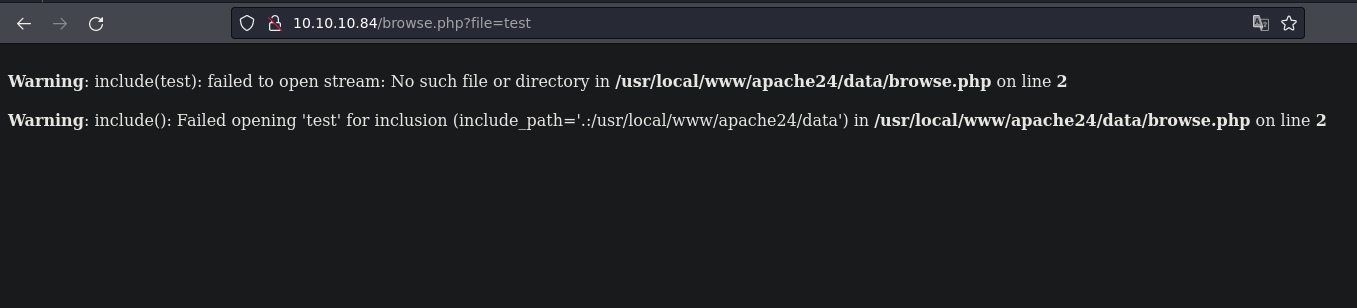 10.10.10.84/browse.php?file=test
Warning: include(test): failed to open stream: No such file or directory in /usr/local/www/apache24/data/browse.php on line 2
Warning: include(): Failed opening 'test' for inclusion (include_path='.:/usr/local/www/apache24/data') in /usr/local/www/apache24/data/browse.php on line 2